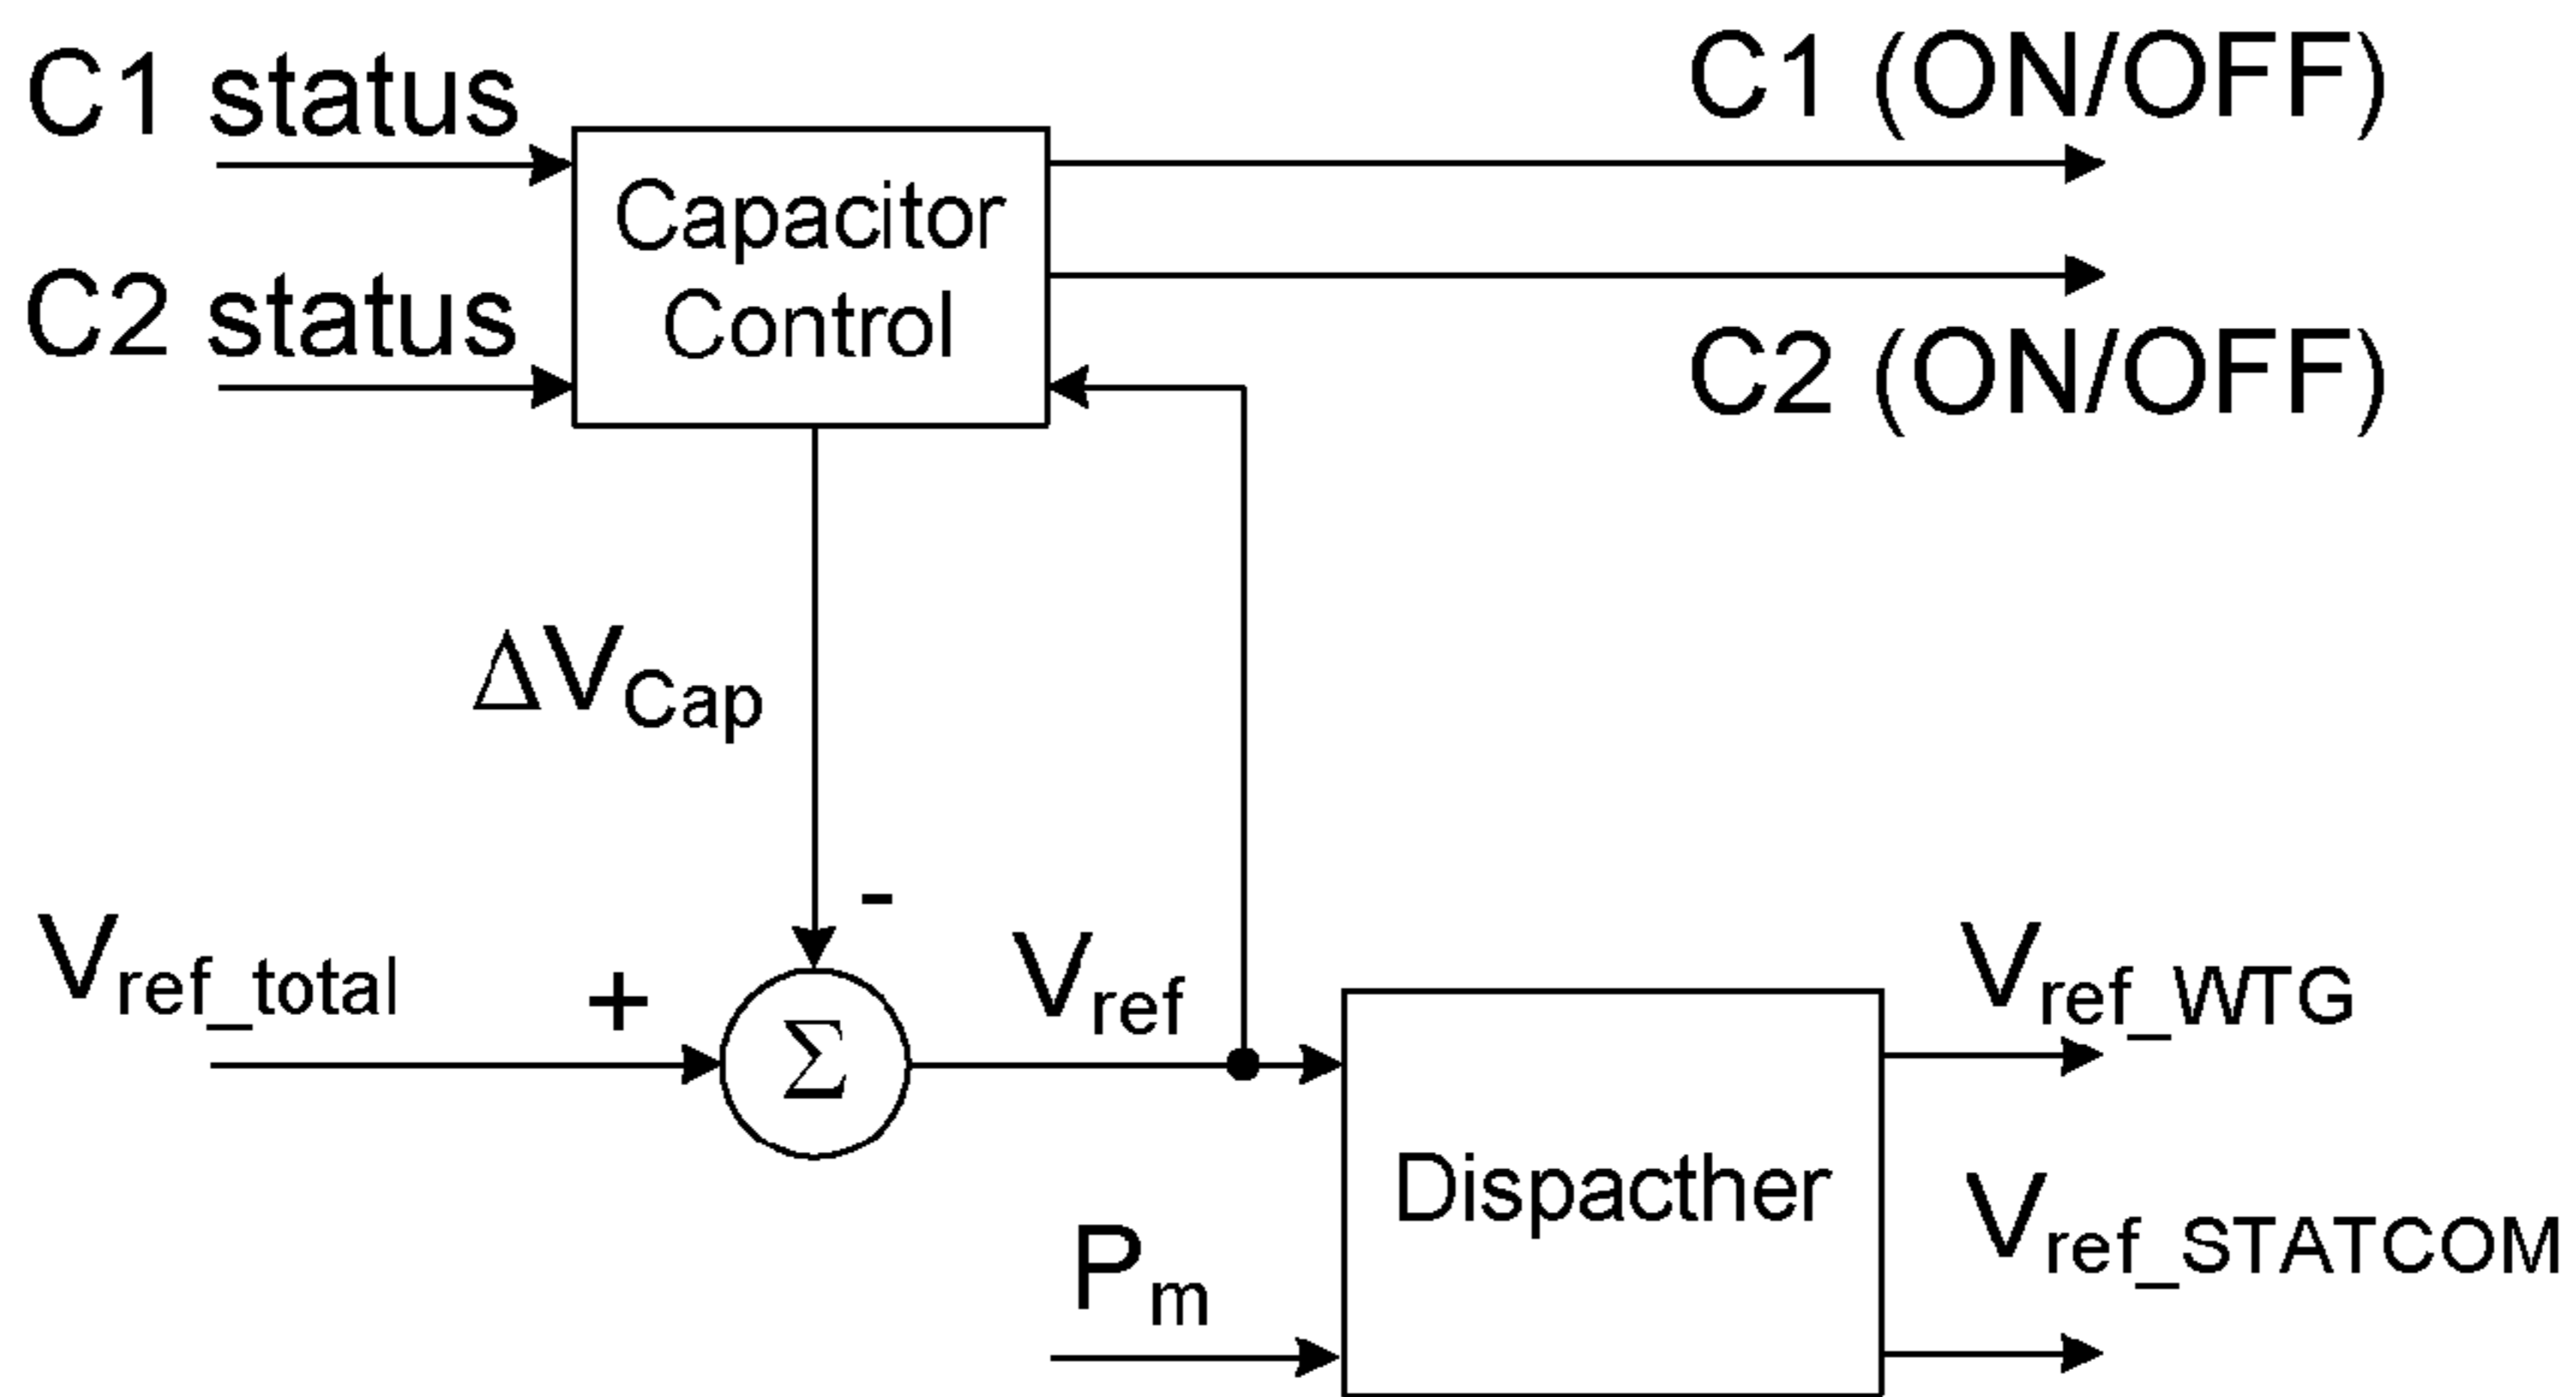 C1 status
C1 (ON/OFF)
Capacitor
Control
C2 status
C2 (ON/OFF)
ΔVCap
-
Vref_total
+
Σ
Vref
Vref_WTG
Dispacther
Pm
Vref_STATCOM